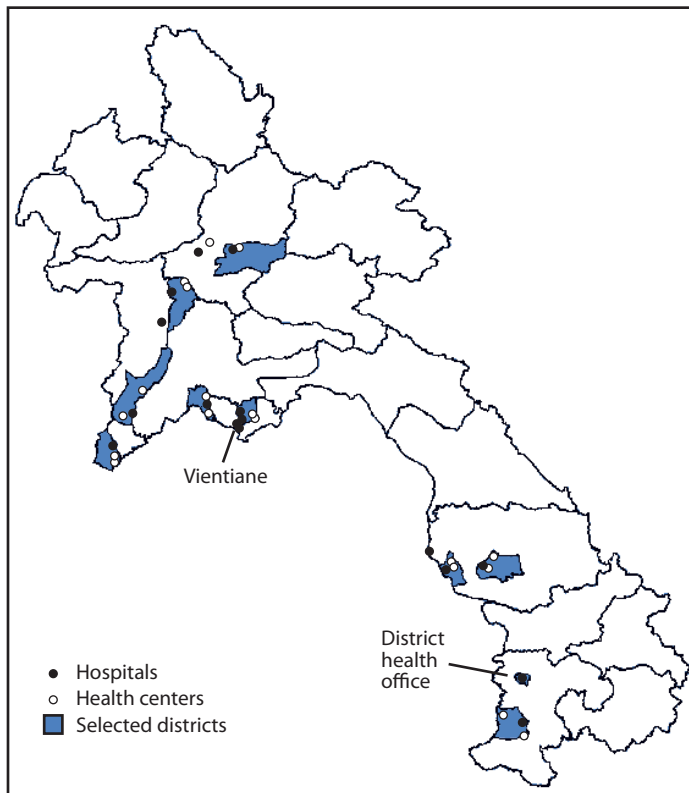 Vientiane
District
health
office
Hospitals
Health centers
Selected districts